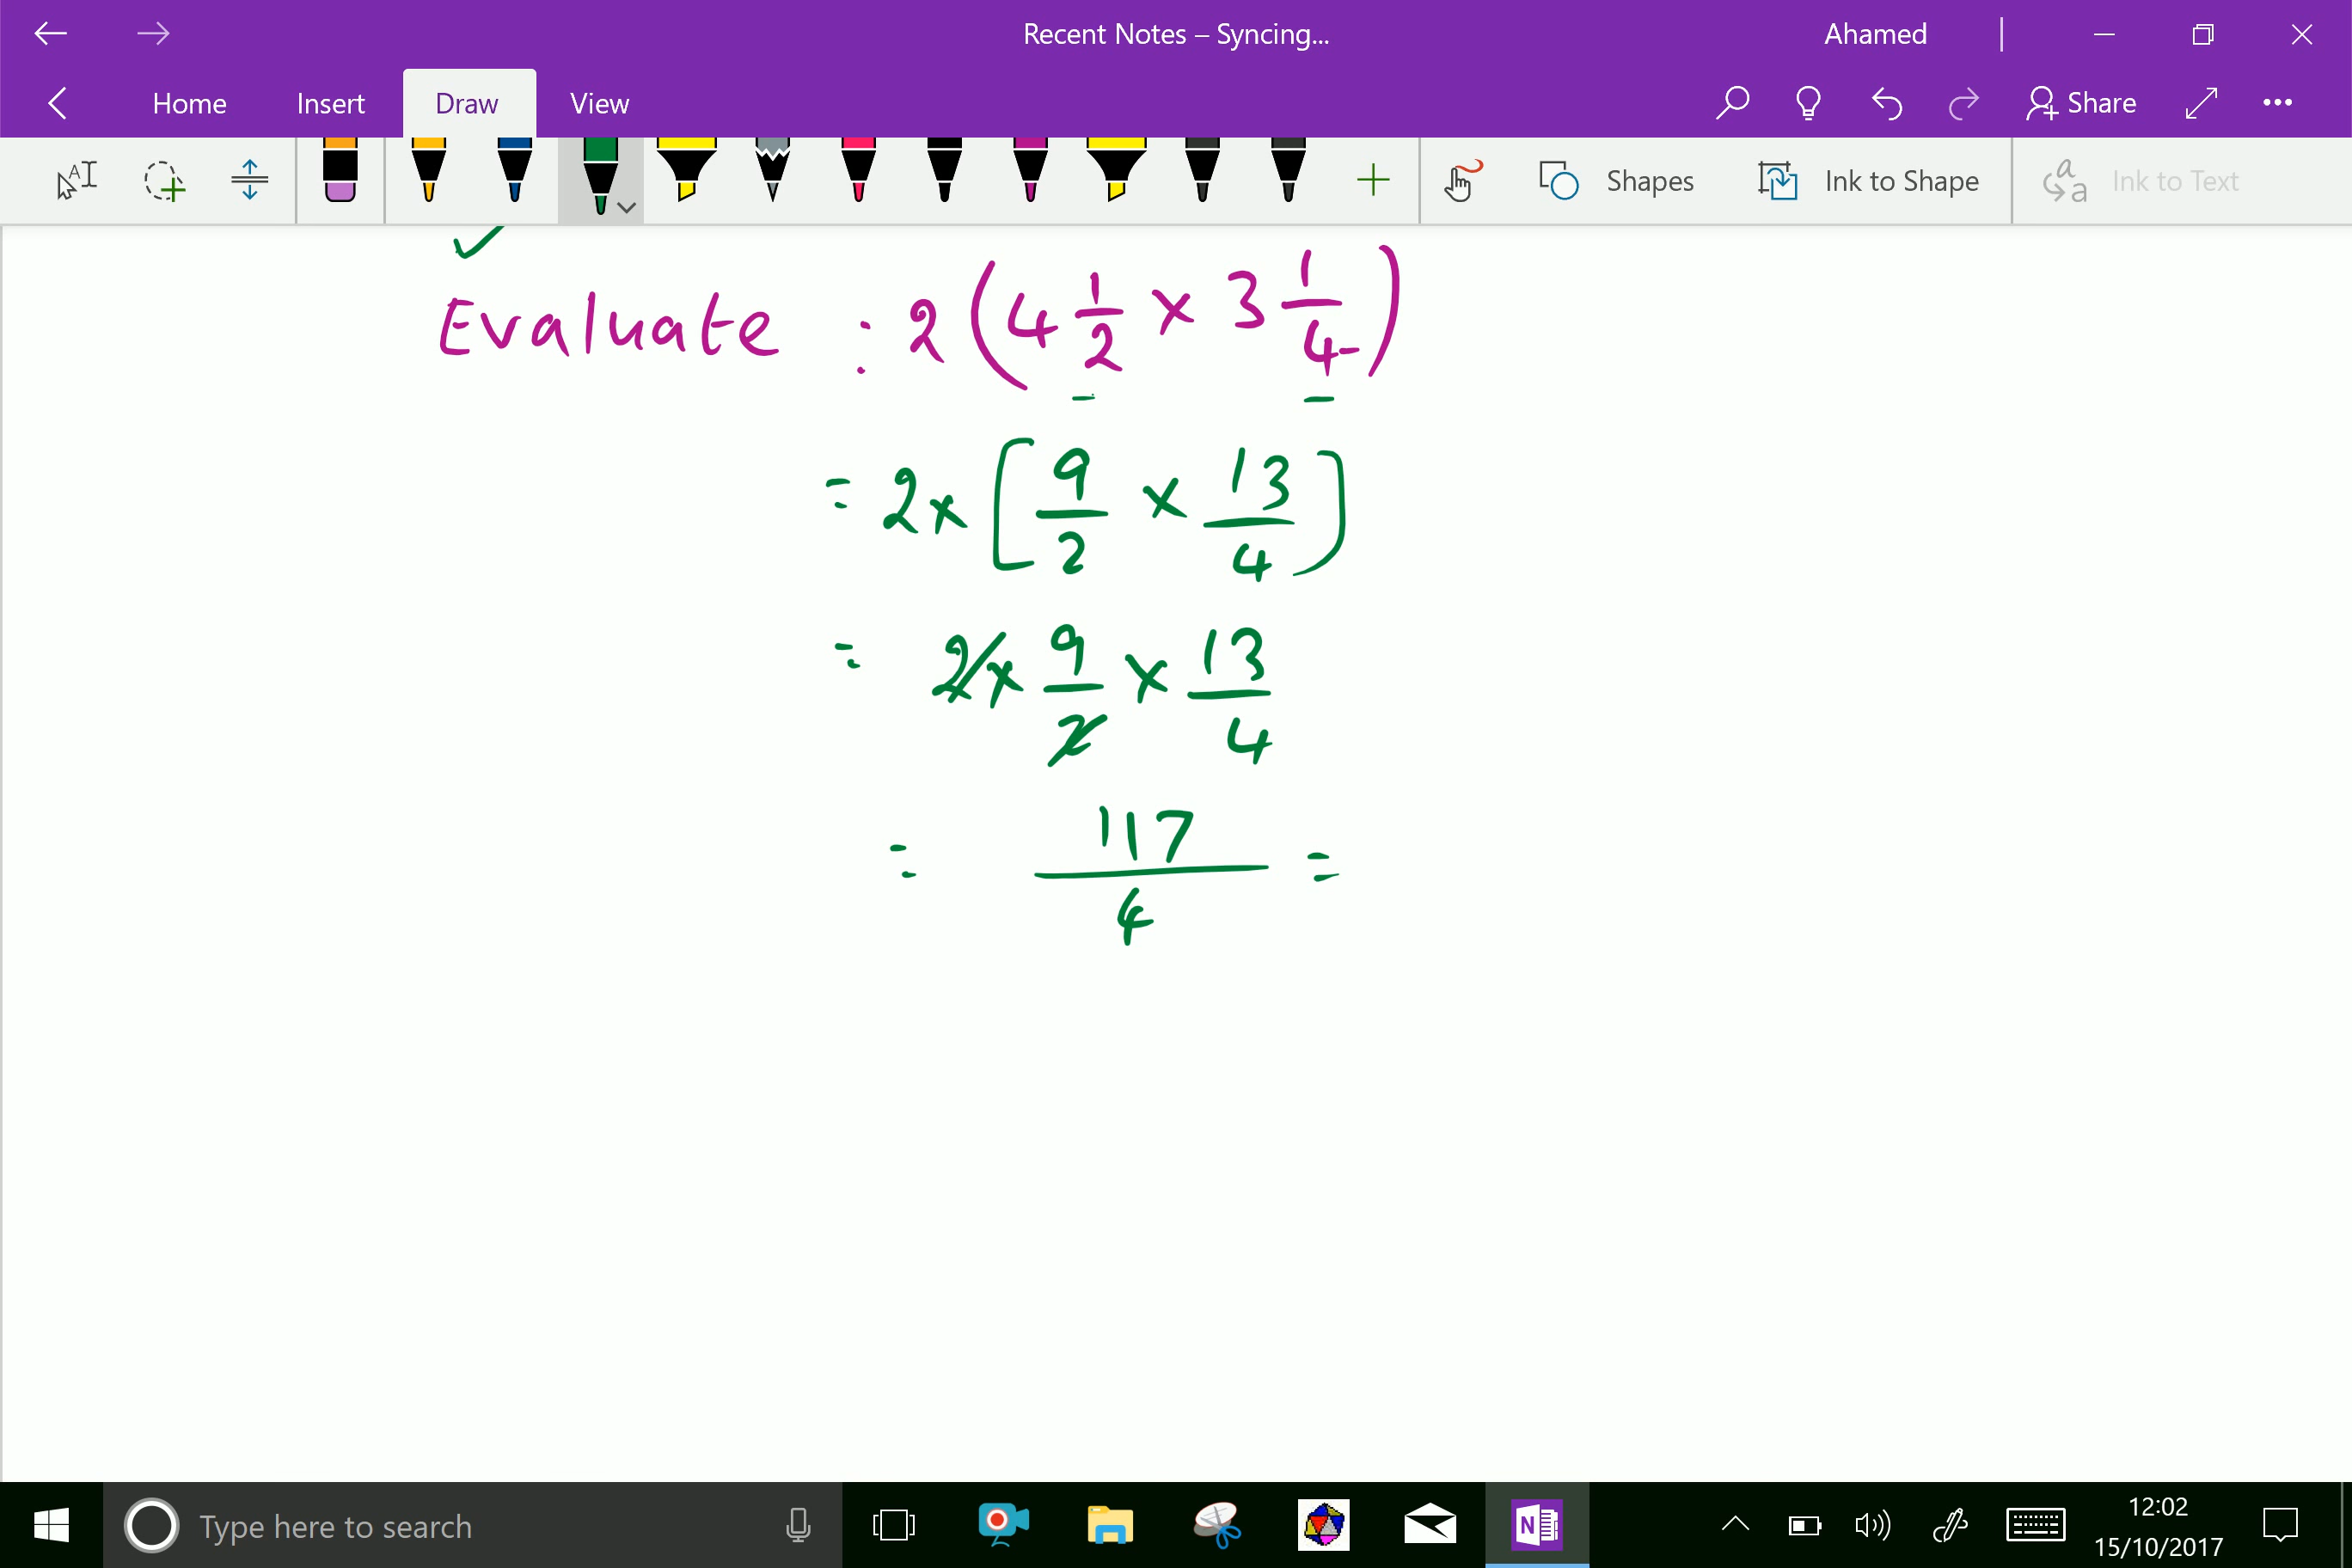 Recent Notes – Syncing...
Ahamed
Home Insert Draw View
Share
Shapes Ink to Shape Ink to Text
Evaluate : 2 (4 1/2 × 3 1/4)
= 2 × [9/2 × 13/4]
= 2 × 9/2 × 13/4
= 117/4 =
Type here to search
12:02
15/10/2017